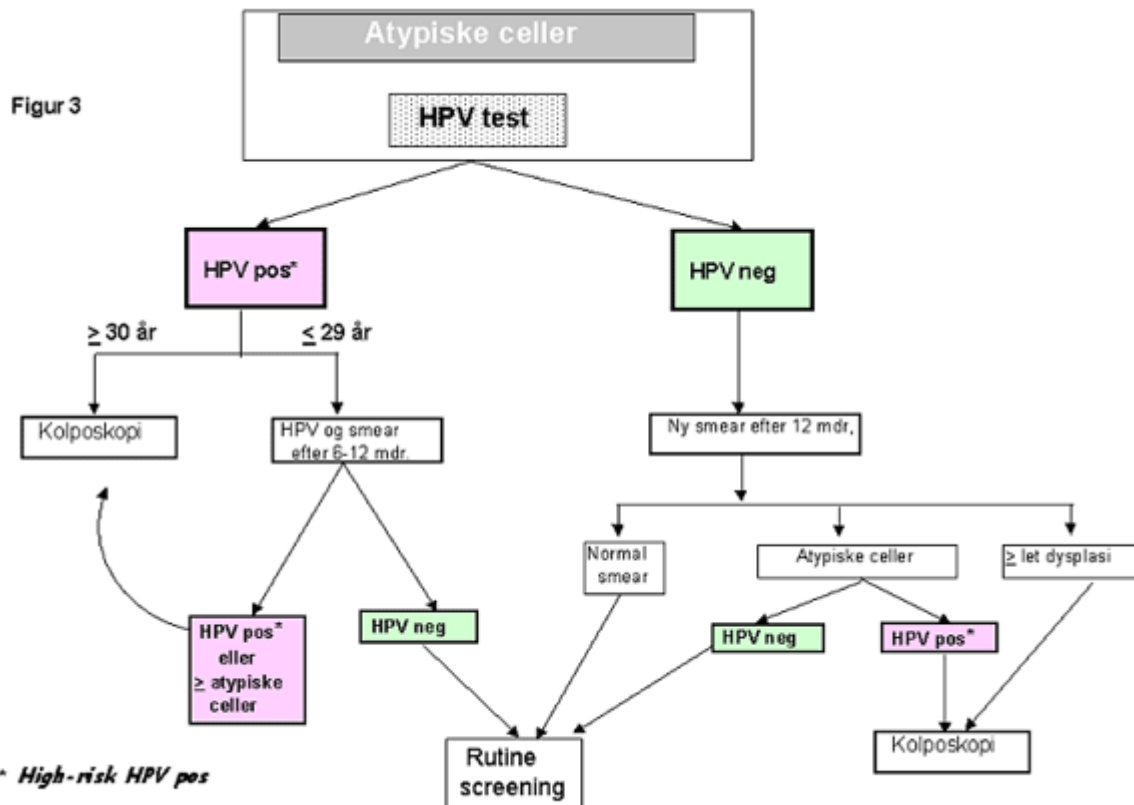 Atypiske celler
Figur 3
HPV test
HPV pos*
HPV neg
≥ 30 år
≤ 29 år
Kolposkopi
HPV og smear
efter 6-12 mdr.
Ny smear efter 12 mdr,
Normal
smear
Atypiske celler
≥ let dysplasi
HPV pos*
eller
≥ atypiske
celler
HPV neg
HPV neg
HPV pos*
Rutine
screening
Kolposkopi
* High-risk HPV pos